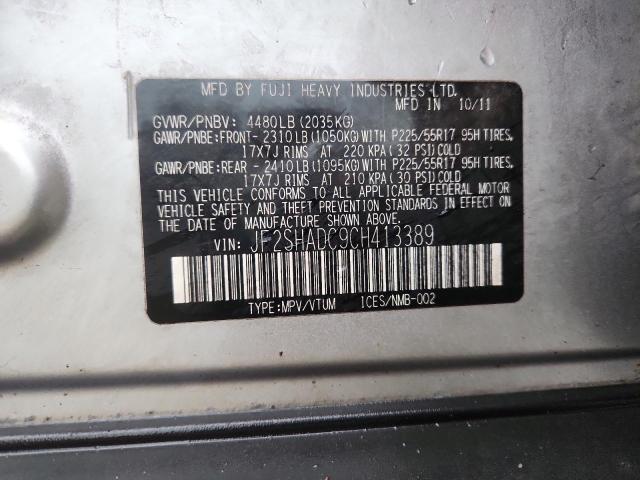 MFD BY FUJI HEAVY INDUSTRIES LTD.
MFD IN 10/11
GVWR/PNBV: 4480LB (2035KG)
GAWR/PNBE:FRONT- 2310LB(1050KG)WITH P225/55R17 95H TIRES,
17X7J RIMS AT 220 KPA( 32 PSI)COLD
GAWR/PNBE:REAR - 2410LB(1095KG)WITH P225/55R17 95H TIRES,
17X7J RIMS AT 210 KPA( 30 PSI)COLD
THIS VEHICLE CONFORMS TO ALL APPLICABLE FEDERAL MOTOR
VEHICLE SAFETY AND THEFT PREVENTION STANDARDS IN EFFECT ON
THE DATE OF MANUFACTURE SHOWN ABOVE.
VIN: JF2SHADC9CH413389
TYPE:MPV/VTUM ICES/NMB-002